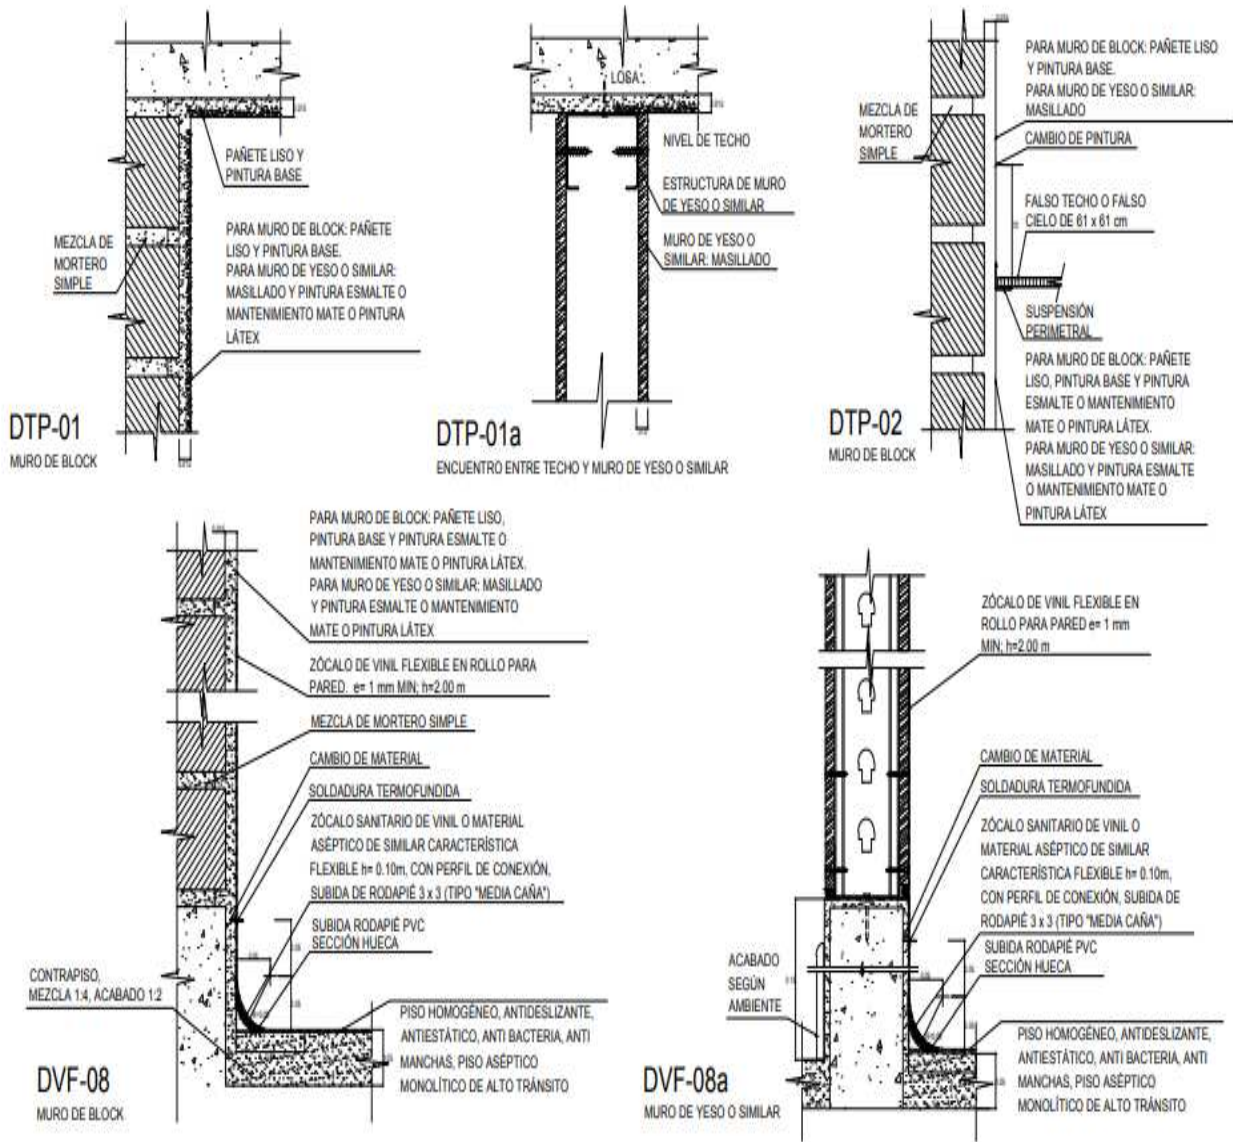 PAÑETE LISO Y
PINTURA BASE
MEZCLA DE
MORTERO
SIMPLE
PARA MURO DE BLOCK: PAÑETE
LISO Y PINTURA BASE.
PARA MURO DE YESO O SIMILAR:
MASILLADO Y PINTURA ESMALTE O
MANTENIMIENTO MATE O PINTURA
LÁTEX
DTP-01
MURO DE BLOCK
LOSA
NIVEL DE TECHO
ESTRUCTURA DE MURO
DE YESO O SIMILAR
MURO DE YESO O
SIMILAR: MASILLADO
DTP-01a
ENCUENTRO ENTRE TECHO Y MURO DE YESO O SIMILAR
MEZCLA DE
MORTERO
SIMPLE
PARA MURO DE BLOCK: PAÑETE LISO
Y PINTURA BASE.
PARA MURO DE YESO O SIMILAR:
MASILLADO
CAMBIO DE PINTURA
FALSO TECHO O FALSO
CIELO DE 61 x 61 cm
SUSPENSIÓN
PERIMETRAL
PARA MURO DE BLOCK: PAÑETE
LISO, PINTURA BASE Y PINTURA
ESMALTE O MANTENIMIENTO
MATE O PINTURA LÁTEX.
PARA MURO DE YESO O SIMILAR:
MASILLADO Y PINTURA ESMALTE
O MANTENIMIENTO MATE O
PINTURA LÁTEX
DTP-02
MURO DE BLOCK
PARA MURO DE BLOCK: PAÑETE LISO,
PINTURA BASE Y PINTURA ESMALTE O
MANTENIMIENTO MATE O PINTURA LÁTEX.
PARA MURO DE YESO O SIMILAR: MASILLADO
Y PINTURA ESMALTE O MANTENIMIENTO
MATE O PINTURA LÁTEX
ZÓCALO DE VINIL FLEXIBLE EN ROLLO PARA
PARED. e= 1 mm MIN; h=2.00 m
MEZCLA DE MORTERO SIMPLE
CAMBIO DE MATERIAL
SOLDADURA TERMOFUNDIDA
ZÓCALO SANITARIO DE VINIL O MATERIAL
ASÉPTICO DE SIMILAR CARACTERÍSTICA
FLEXIBLE h= 0.10m, CON PERFIL DE CONEXIÓN,
SUBIDA DE RODAPIÉ 3 x 3 (TIPO "MEDIA CAÑA")
SUBIDA RODAPIÉ PVC
SECCIÓN HUECA
CONTRAPISO,
MEZCLA 1:4, ACABADO 1:2
PISO HOMOGÉNEO, ANTIDESLIZANTE,
ANTIESTÁTICO, ANTI BACTERIA, ANTI
MANCHAS, PISO ASÉPTICO
MONOLÍTICO DE ALTO TRÁNSITO
DVF-08
MURO DE BLOCK
ZÓCALO DE VINIL FLEXIBLE EN
ROLLO PARA PARED e= 1 mm
MIN; h=2.00 m
CAMBIO DE MATERIAL
SOLDADURA TERMOFUNDIDA
ZÓCALO SANITARIO DE VINIL O
MATERIAL ASÉPTICO DE SIMILAR
CARACTERÍSTICA FLEXIBLE h= 0.10m,
CON PERFIL DE CONEXIÓN, SUBIDA DE
RODAPIÉ 3 x 3 (TIPO "MEDIA CAÑA")
SUBIDA RODAPIÉ PVC
SECCIÓN HUECA
ACABADO
SEGÚN
AMBIENTE
PISO HOMOGÉNEO, ANTIDESLIZANTE,
ANTIESTÁTICO, ANTI BACTERIA, ANTI
MANCHAS, PISO ASÉPTICO
MONOLÍTICO DE ALTO TRÁNSITO
DVF-08a
MURO DE YESO O SIMILAR